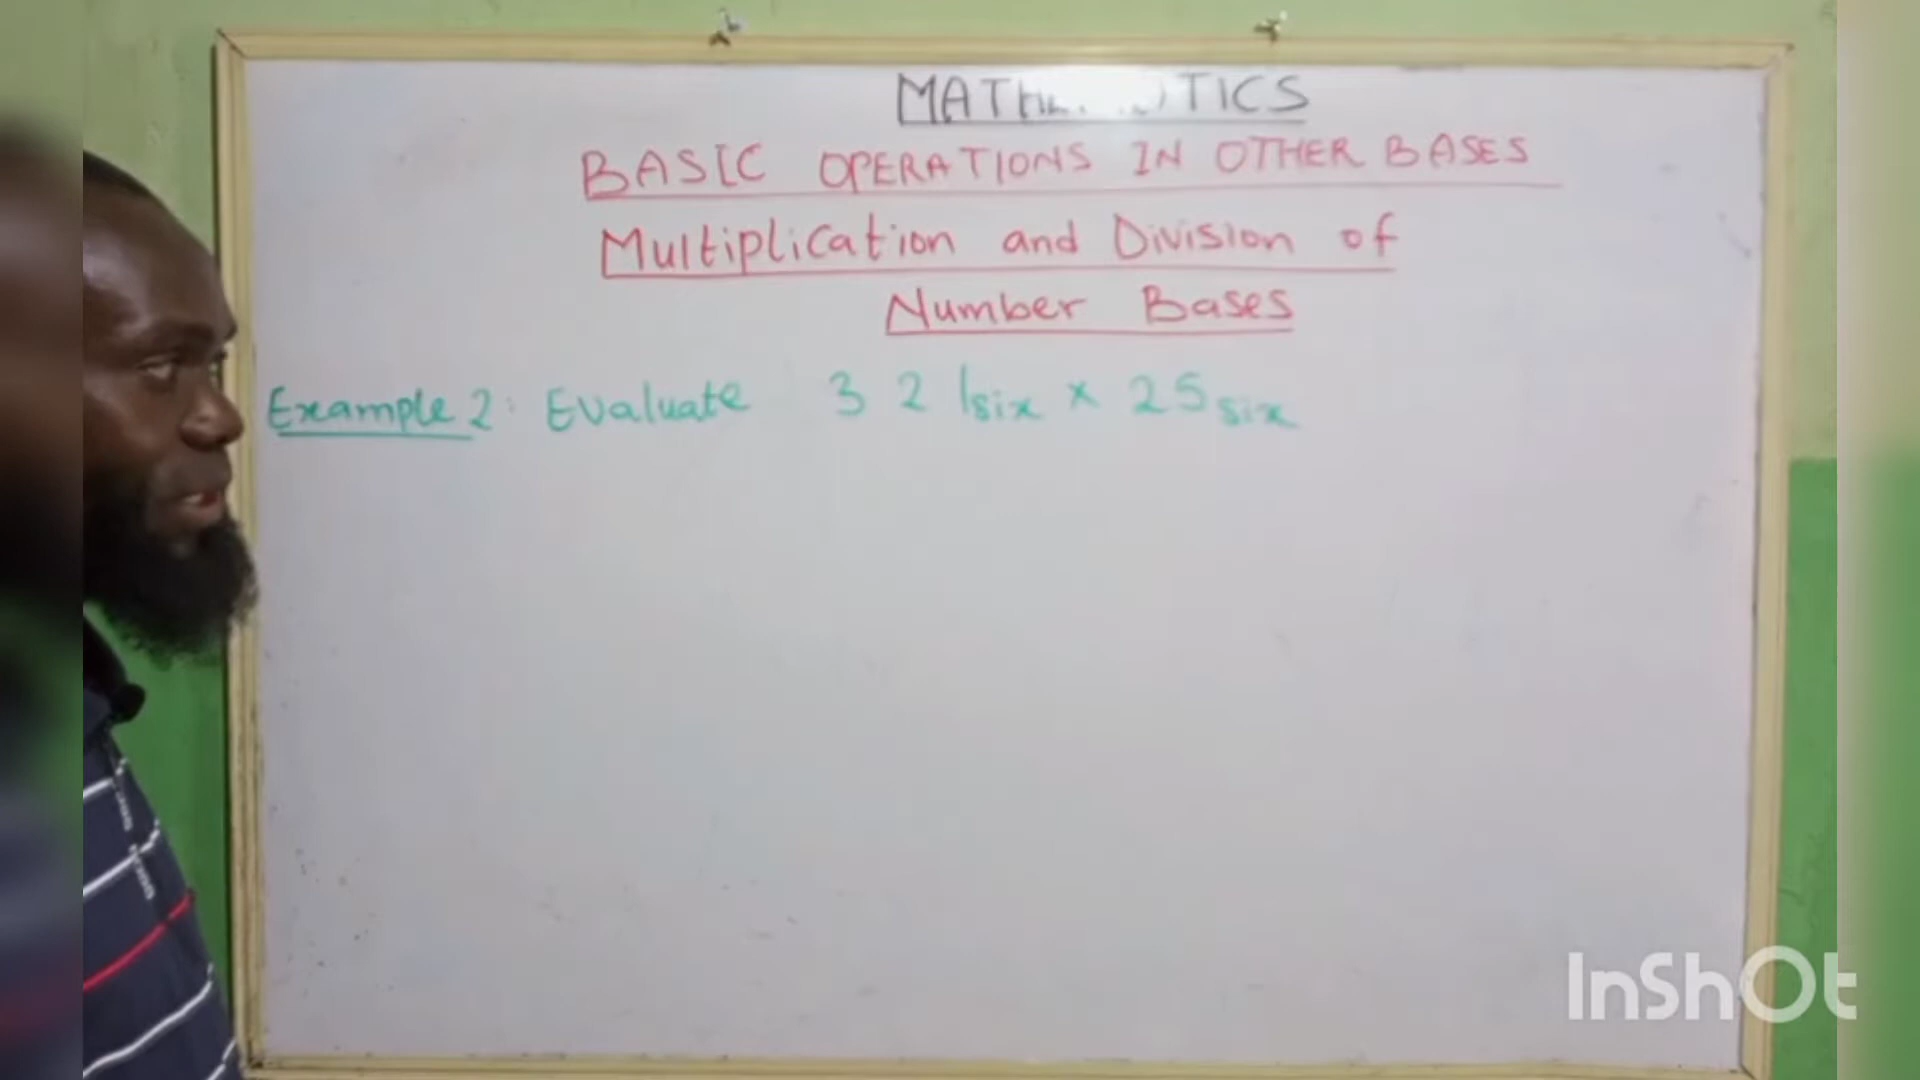 BASIC OPERATIONS IN OTHER BASES
Multiplication and Division of
Number Bases
Example 2: Evaluate 321six × 25six
InShOt